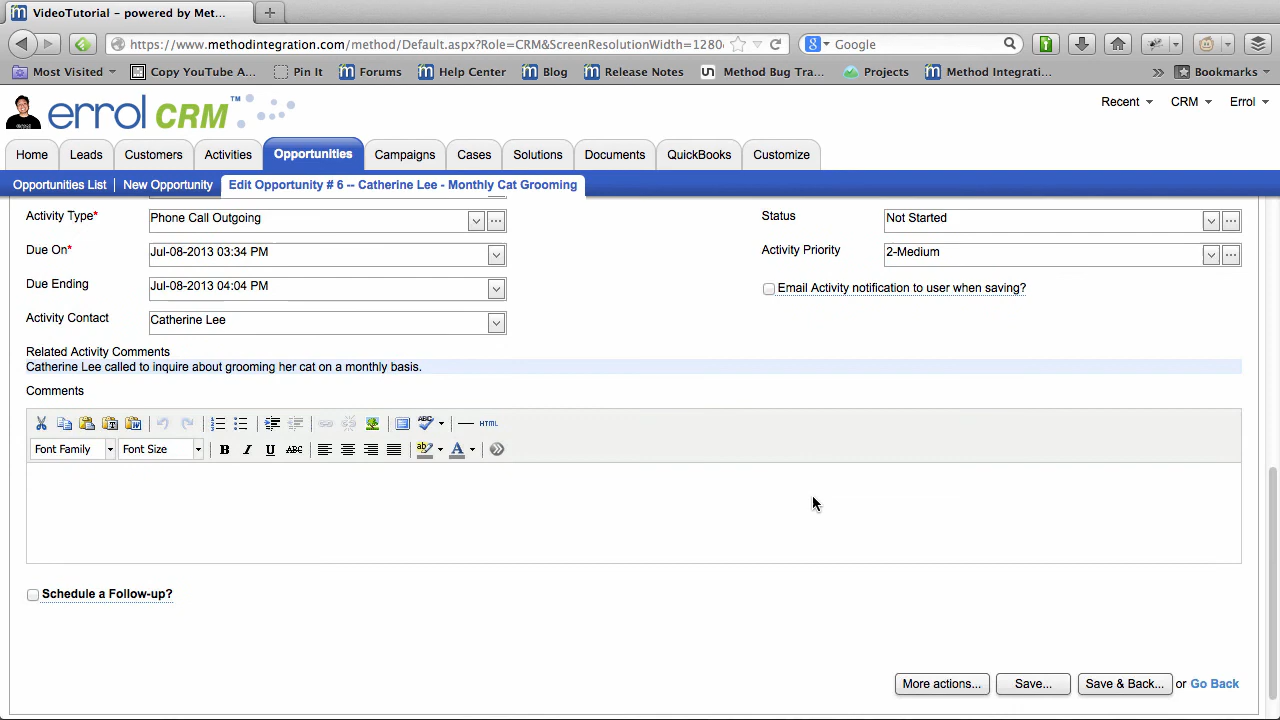 VideoTutorial - powered by Met...
https://www.methodintegration.com/method/Default.aspx?Role=CRM&ScreenResolutionWidth=1280
Google
Most Visited Copy YouTube A... Pin It Forums Help Center Blog Release Notes Method Bug Tra... Projects Method Integrati... Bookmarks
errol CRM™
Recent CRM Errol
Home Leads Customers Activities Opportunities Campaigns Cases Solutions Documents QuickBooks Customize
Opportunities List New Opportunity Edit Opportunity # 6 -- Catherine Lee - Monthly Cat Grooming
Activity Type* Phone Call Outgoing Status Not Started
Due On* Jul-08-2013 03:34 PM Activity Priority 2-Medium
Due Ending Jul-08-2013 04:04 PM Email Activity notification to user when saving?
Activity Contact Catherine Lee
Related Activity Comments
Catherine Lee called to inquire about grooming her cat on a monthly basis.
Comments
ABC HTML
Font Family Font Size B I U ABC ab A
Schedule a Follow-up?
More actions... Save... Save & Back... or Go Back